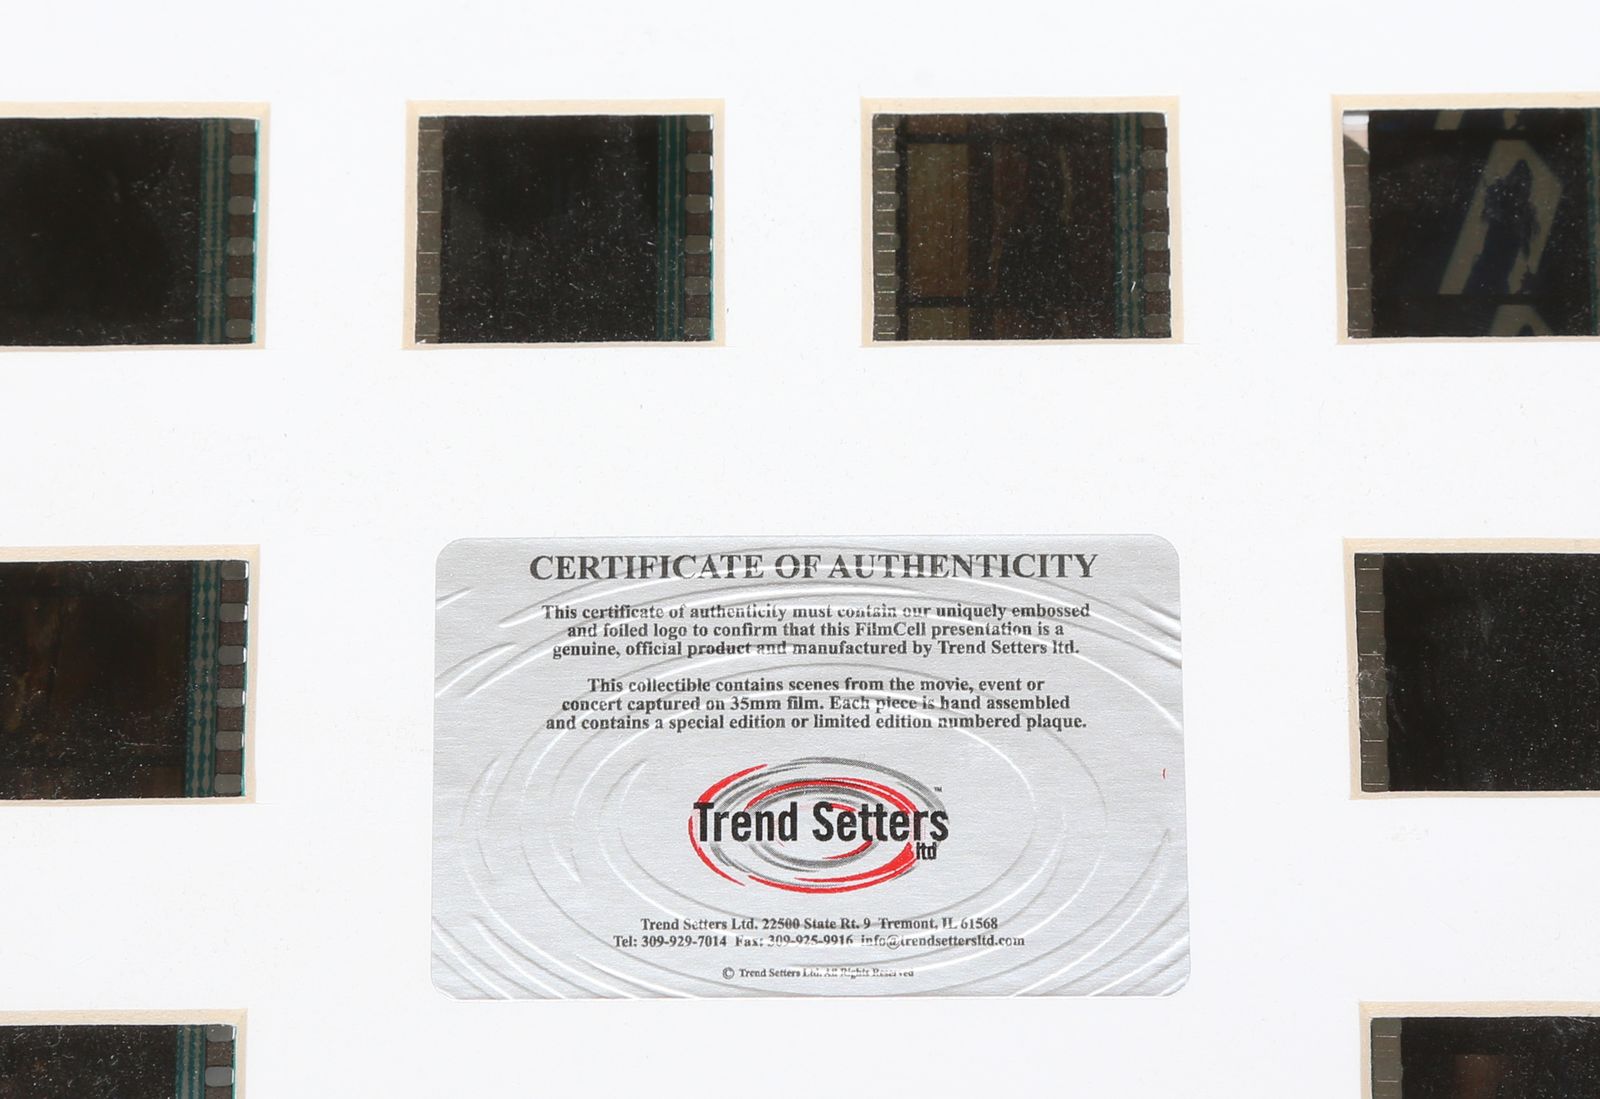 CERTIFICATE OF AUTHENTICITY
This certificate of authenticity must contain our uniquely embossed
and foiled logo to confirm that this FilmCell presentation is a
genuine, official product and manufactured by Trend Setters ltd.
This collectible contains scenes from the movie, event or
concert captured on 35mm film. Each piece is hand assembled
and contains a special edition or limited edition numbered plaque.
Trend Setters™
ltd
Trend Setters Ltd. 22500 State Rt. 9 Tremont, IL 61568
Tel: 309-929-7014 Fax: 309-925-9916 info@trendsettersltd.com
© Trend Setters Ltd. All Rights Reserved